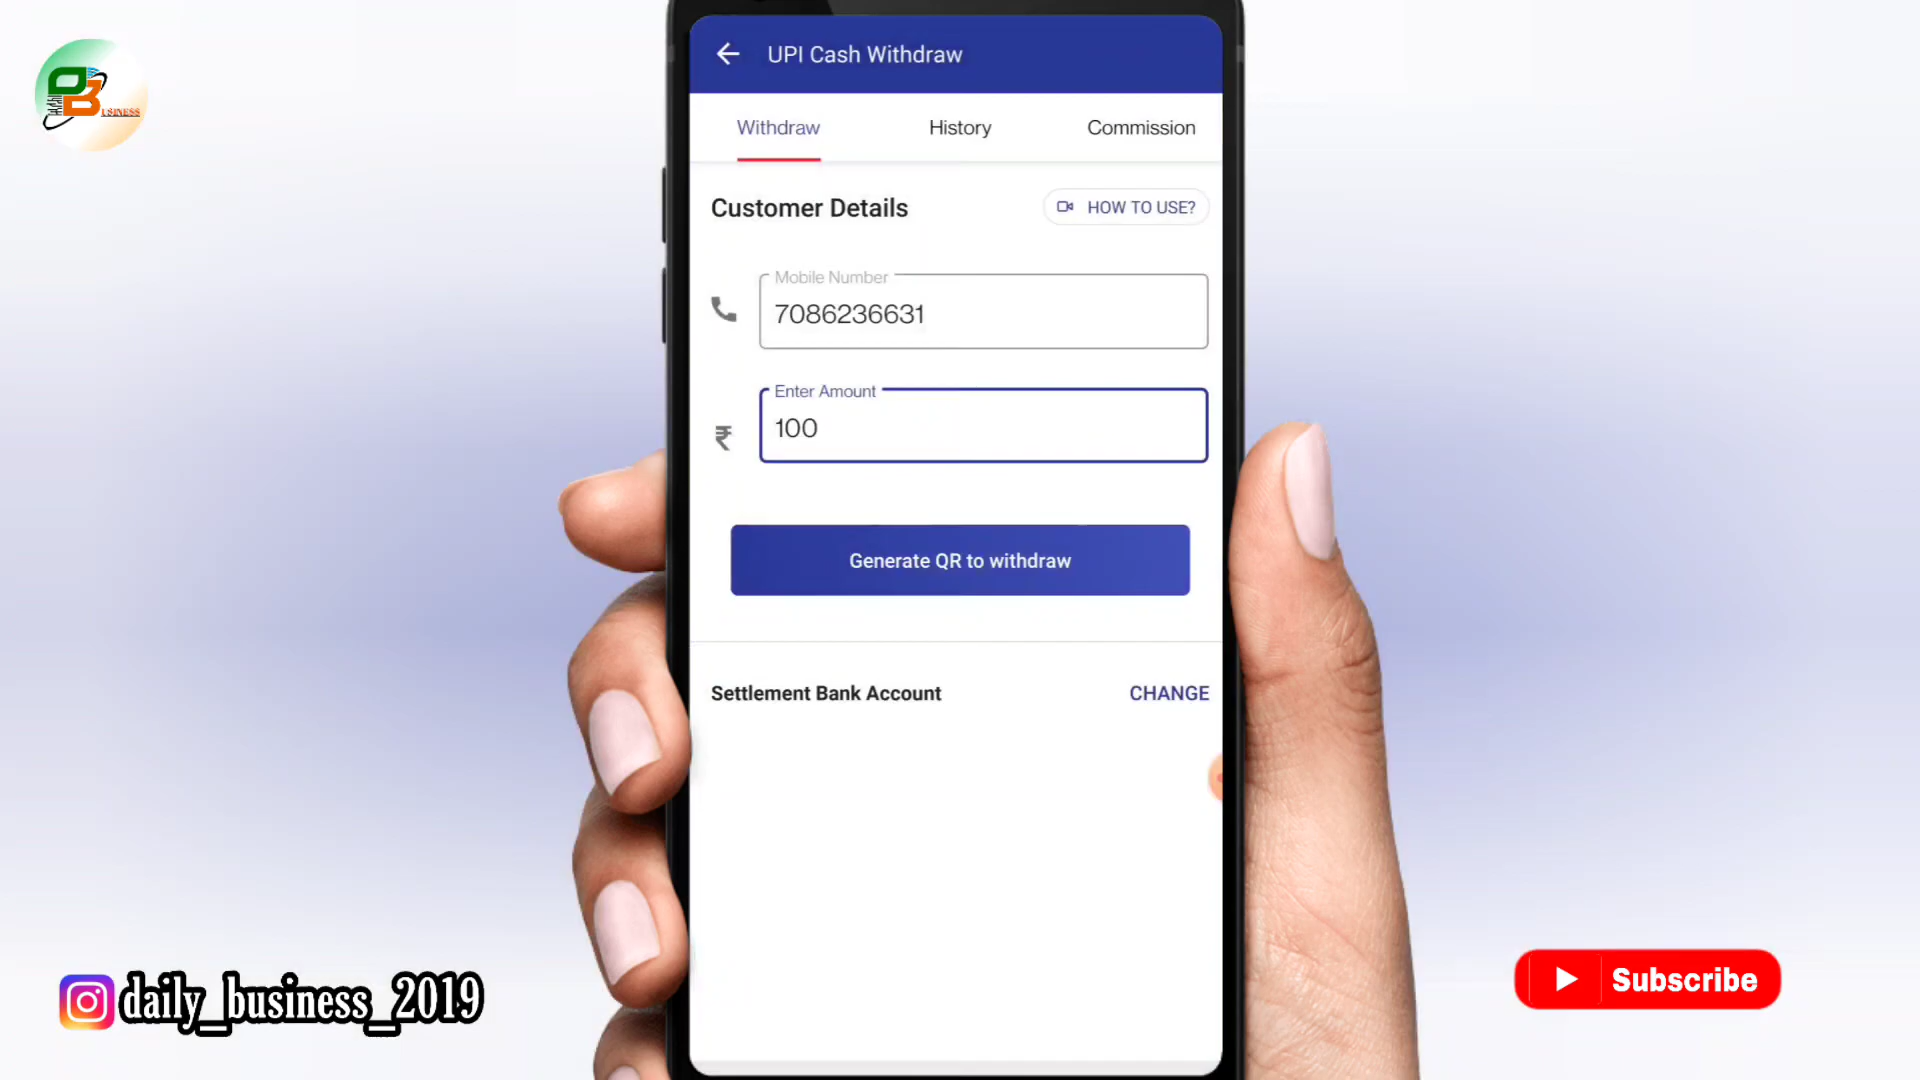 UPI Cash Withdraw
Withdraw History Commission
Customer Details HOW TO USE?
Mobile Number
7086236631
Enter Amount
₹ 100
Generate QR to withdraw
Settlement Bank Account CHANGE
daily_business_2019
Subscribe